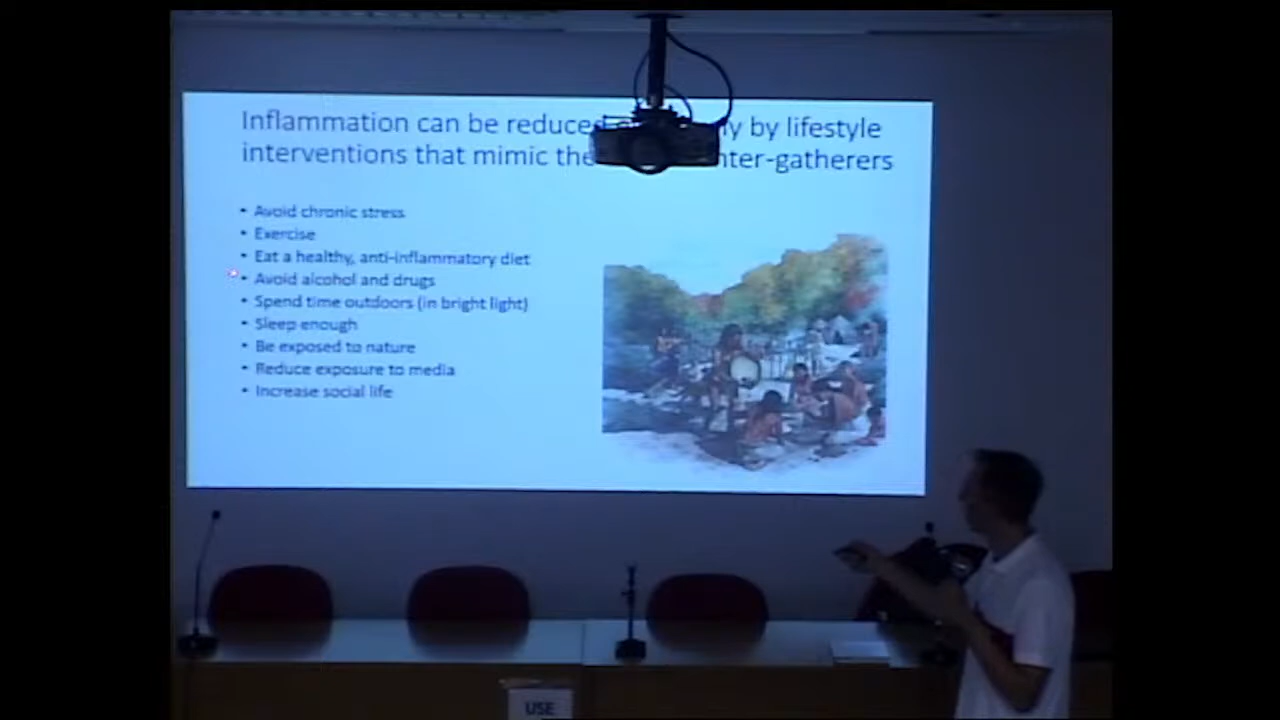 Inflammation can be reduced by lifestyle
interventions that mimic the gatherers
• Avoid chronic stress
• Exercise
• Eat a healthy, anti-inflammatory diet
• Avoid alcohol and drugs
• Spend time outdoors (in bright light)
• Sleep enough
• Be exposed to nature
• Reduce exposure to media
• Increase social life
USE